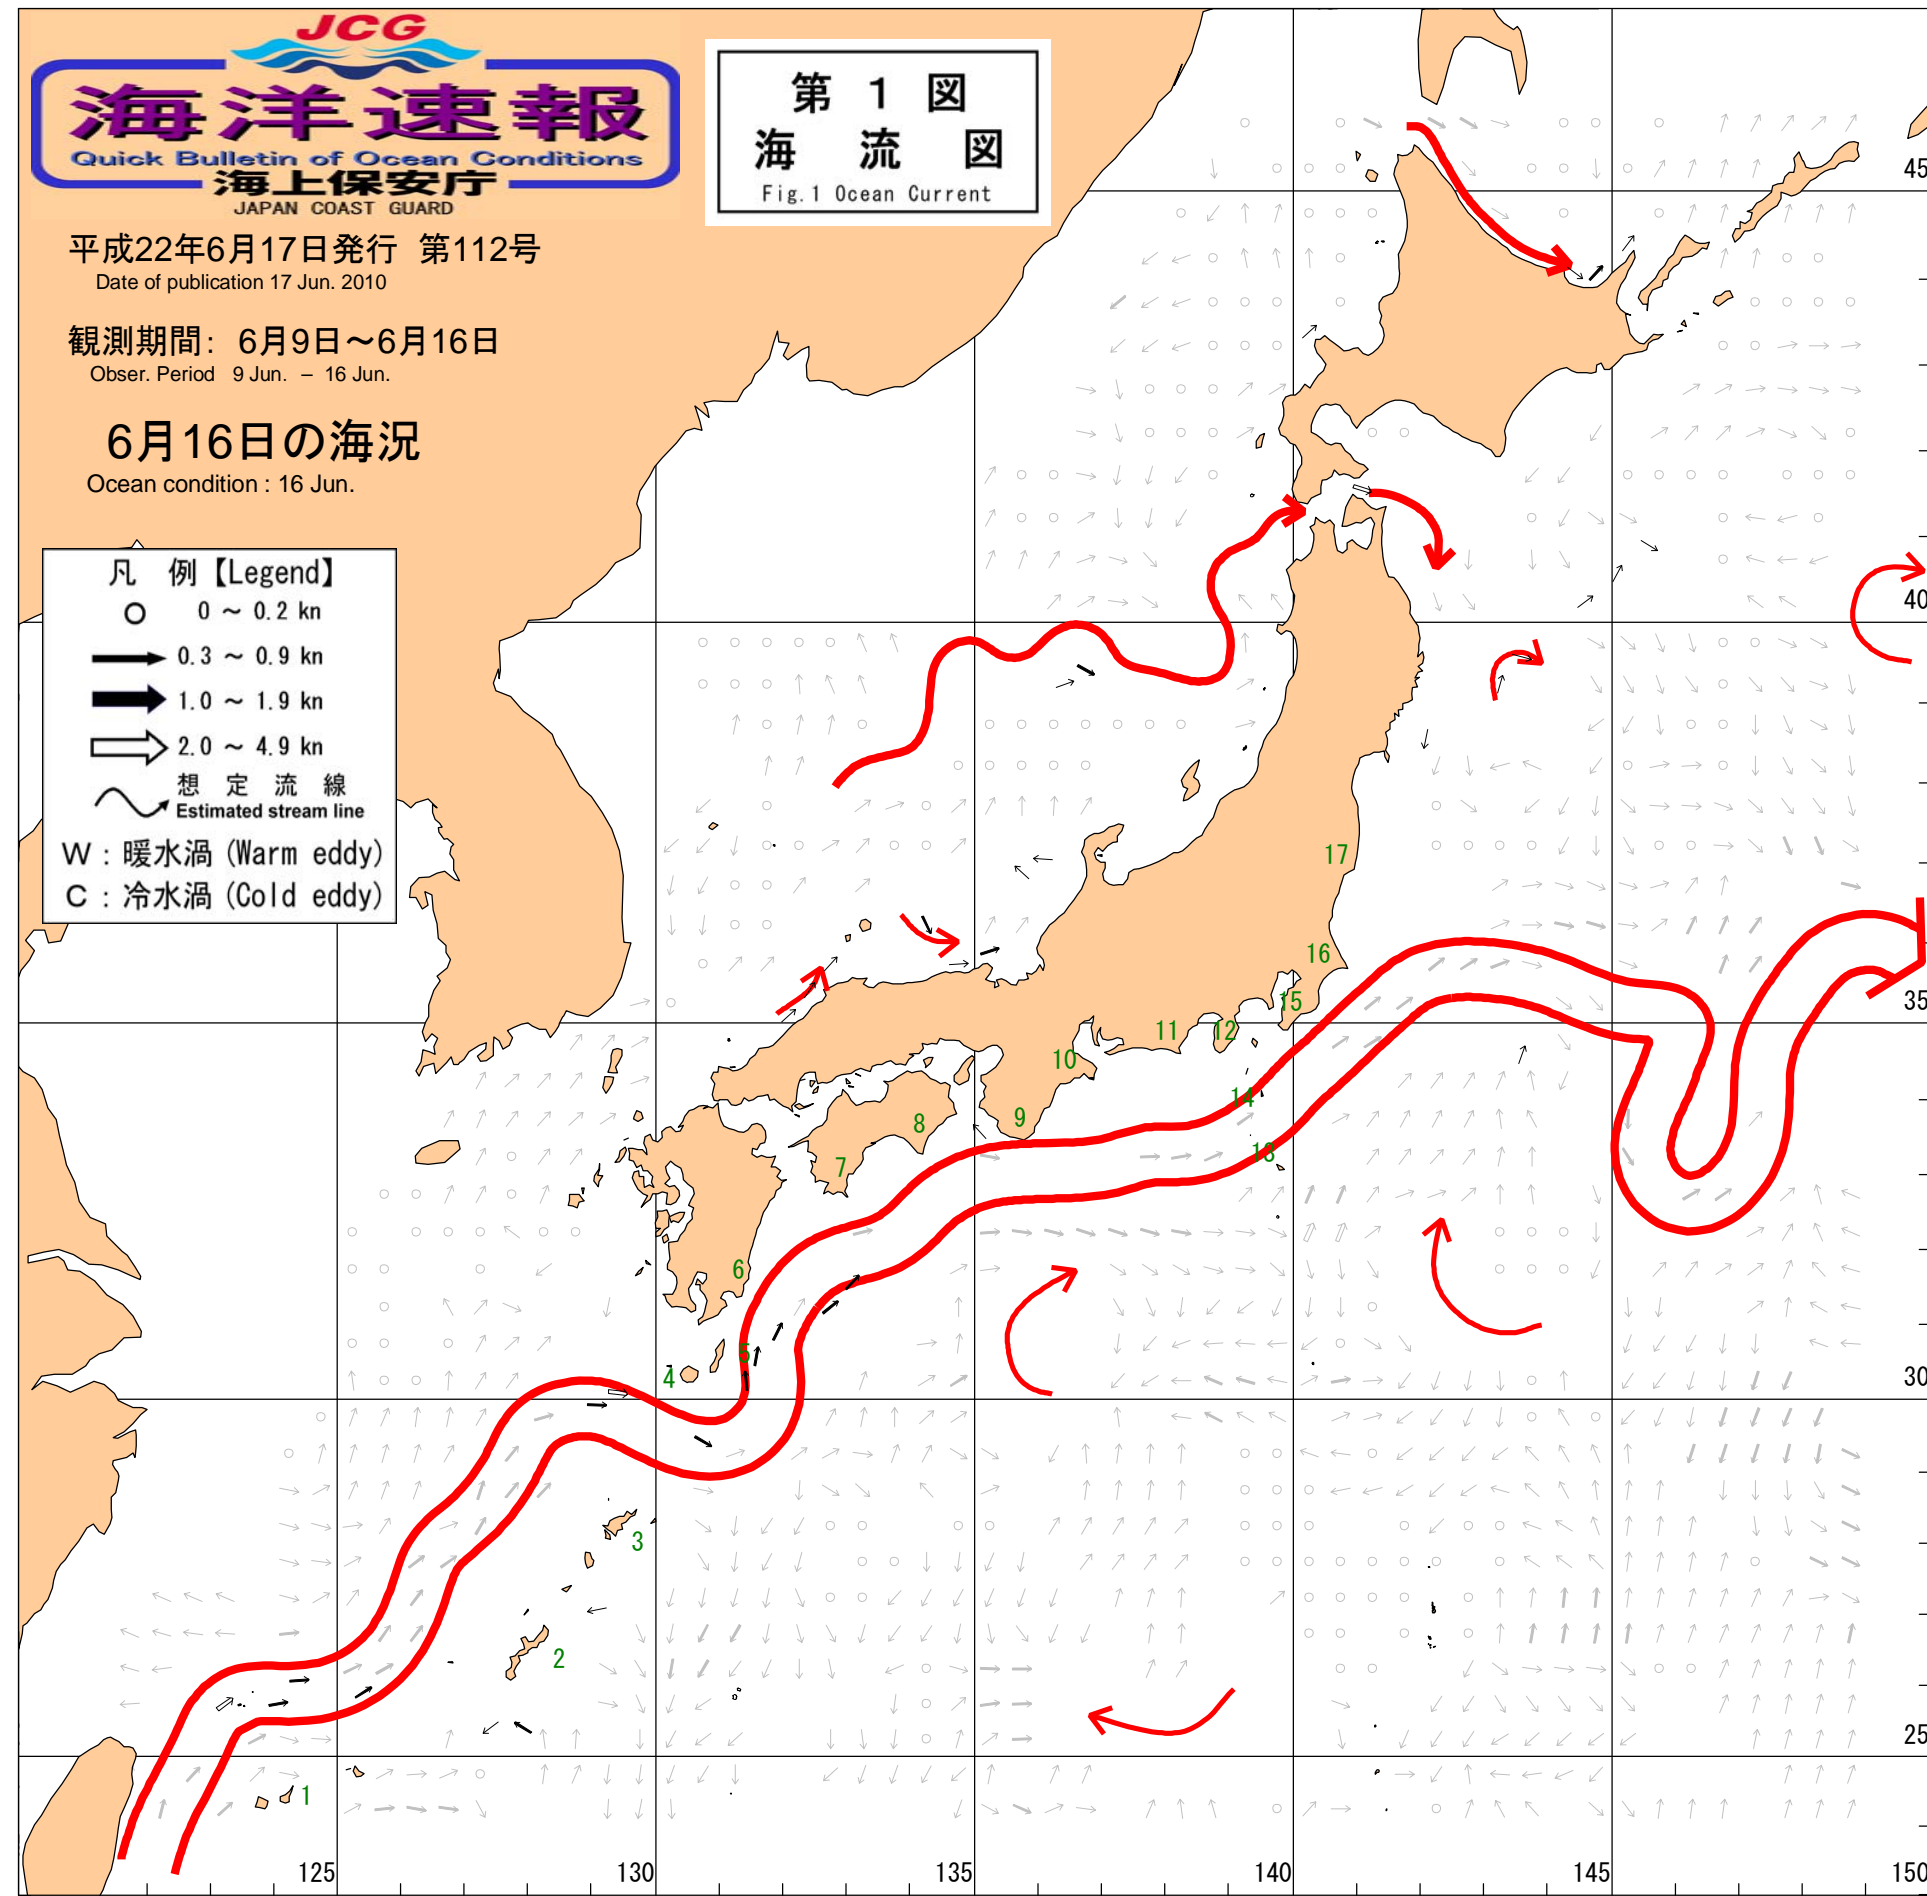 JCG
海洋速報
Quick Bulletin of Ocean Conditions
海上保安庁
JAPAN COAST GUARD
第 1 図
海 流 図
Fig.1 Ocean Current
平成22年6月17日発行 第112号
Date of publication 17 Jun. 2010
観測期間: 6月9日~6月16日
Obser. Period 9 Jun. – 16 Jun.
6月16日の海況
Ocean condition : 16 Jun.
凡 例【Legend】
0 ~ 0.2 kn
0.3 ~ 0.9 kn
1.0 ~ 1.9 kn
2.0 ~ 4.9 kn
想 定 流 線
Estimated stream line
W : 暖水渦 (Warm eddy)
C : 冷水渦 (Cold eddy)
45
40
35
30
25
17
16
15
14
13
12
11
10
9
8
7
6
5
4
3
2
1
125
130
135
140
145
150